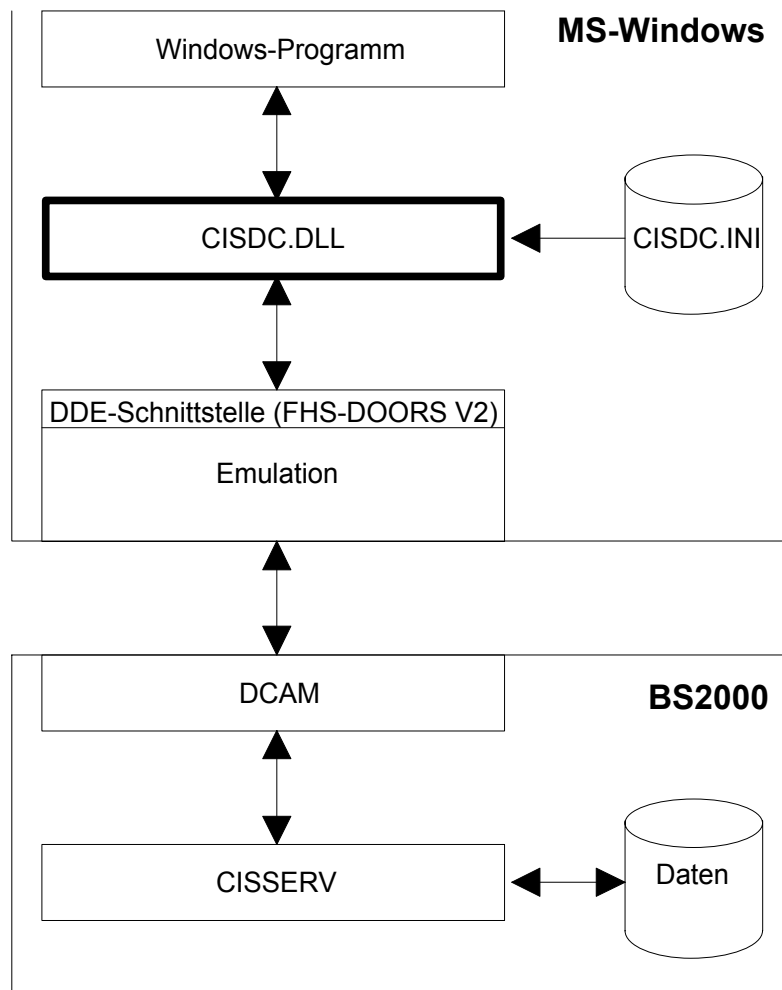 MS-Windows
Windows-Programm
CISDC.DLL
CISDC.INI
DDE-Schnittstelle (FHS-DOORS V2)
Emulation
DCAM
BS2000
CISSERV
Daten